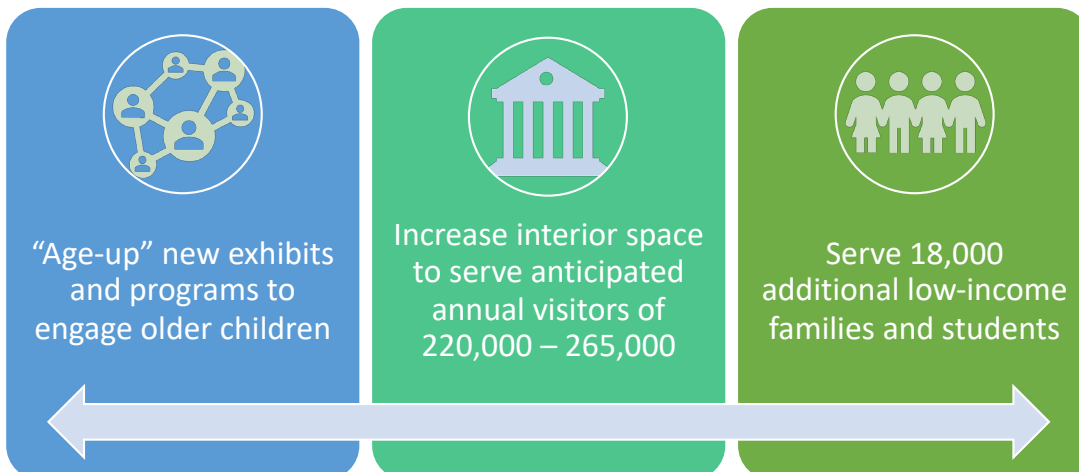 “Age-up” new exhibits
and programs to
engage older children
Increase interior space
to serve anticipated
annual visitors of
220,000 – 265,000
Serve 18,000
additional low-income
families and students